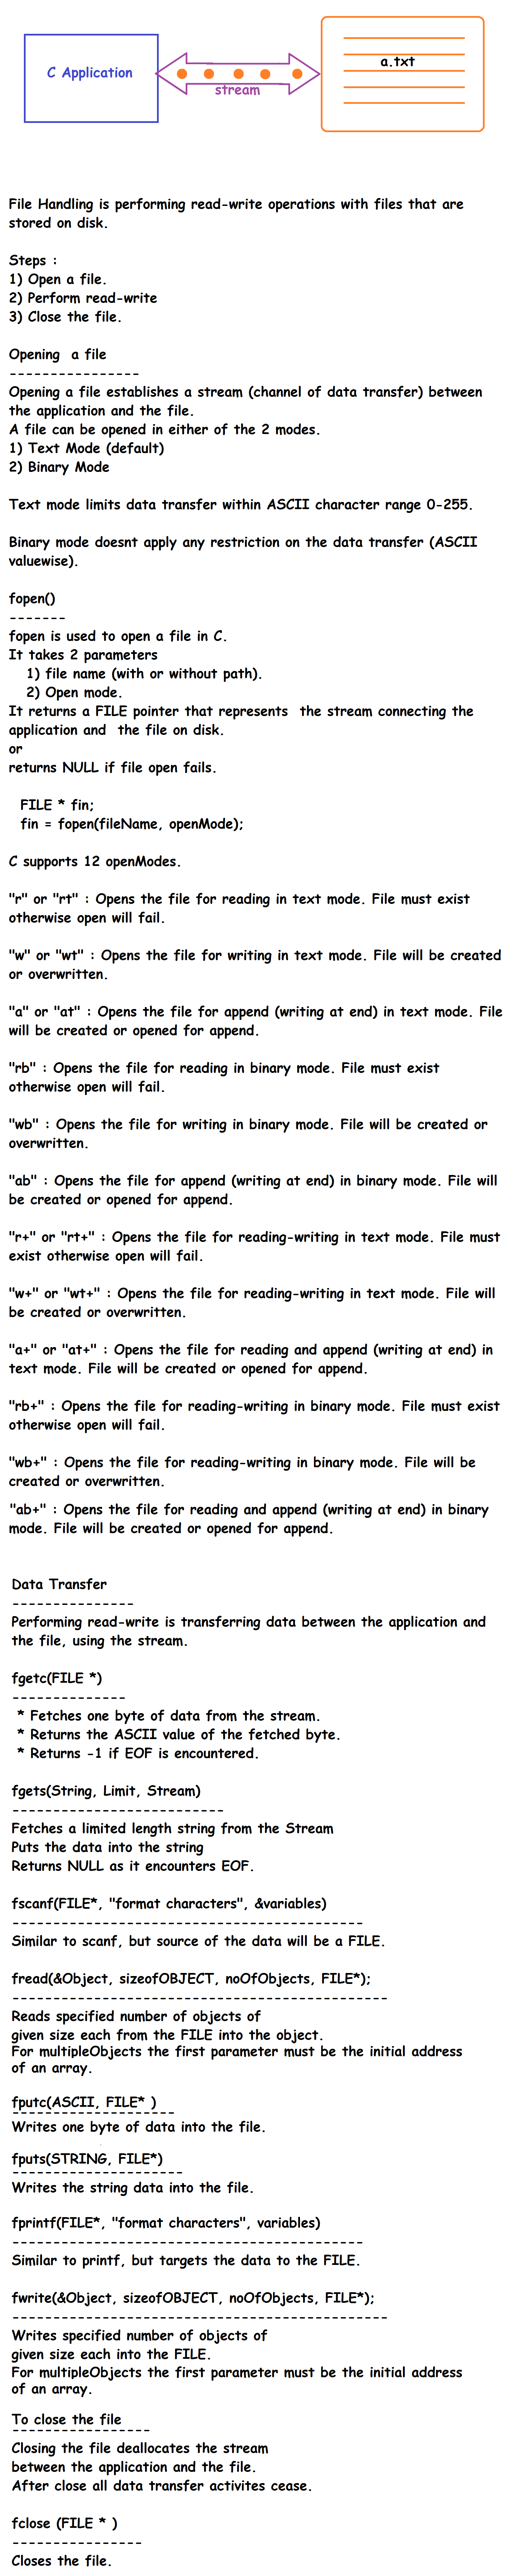 C Application
a.txt
stream
File Handling is performing read-write operations with files that are
stored on disk.
Steps :
1) Open a file.
2) Perform read-write
3) Close the file.
Opening  a file
----------------
Opening a file establishes a stream (channel of data transfer) between
the application and the file.
A file can be opened in either of the 2 modes.
1) Text Mode (default)
2) Binary Mode
Text mode limits data transfer within ASCII character range 0-255.
Binary mode doesnt apply any restriction on the data transfer (ASCII
valuewise).
fopen()
-------
fopen is used to open a file in C.
It takes 2 parameters
1) file name (with or without path).
2) Open mode.
It returns a FILE pointer that represents  the stream connecting the
application and  the file on disk.
or
returns NULL if file open fails.
FILE * fin;
fin = fopen(fileName, openMode);
C supports 12 openModes.
"r" or "rt" : Opens the file for reading in text mode. File must exist
otherwise open will fail.
"w" or "wt" : Opens the file for writing in text mode. File will be created
or overwritten.
"a" or "at" : Opens the file for append (writing at end) in text mode. File
will be created or opened for append.
"rb" : Opens the file for reading in binary mode. File must exist
otherwise open will fail.
"wb" : Opens the file for writing in binary mode. File will be created or
overwritten.
"ab" : Opens the file for append (writing at end) in binary mode. File will
be created or opened for append.
"r+" or "rt+" : Opens the file for reading-writing in text mode. File must
exist otherwise open will fail.
"w+" or "wt+" : Opens the file for reading-writing in text mode. File will
be created or overwritten.
"a+" or "at+" : Opens the file for reading and append (writing at end) in
text mode. File will be created or opened for append.
"rb+" : Opens the file for reading-writing in binary mode. File must exist
otherwise open will fail.
"wb+" : Opens the file for reading-writing in binary mode. File will be
created or overwritten.
"ab+" : Opens the file for reading and append (writing at end) in binary
mode. File will be created or opened for append.
Data Transfer
---------------
Performing read-write is transferring data between the application and
the file, using the stream.
fgetc(FILE *)
--------------
* Fetches one byte of data from the stream.
* Returns the ASCII value of the fetched byte.
* Returns -1 if EOF is encountered.
fgets(String, Limit, Stream)
--------------------------
Fetches a limited length string from the Stream
Puts the data into the string
Returns NULL as it encounters EOF.
fscanf(FILE*, "format characters", &variables)
-------------------------------------------
Similar to scanf, but source of the data will be a FILE.
fread(&Object, sizeofOBJECT, noOfObjects, FILE*);
----------------------------------------------
Reads specified number of objects of
given size each from the FILE into the object.
For multipleObjects the first parameter must be the initial address
of an array.
fputc(ASCII, FILE* )
--------------------
Writes one byte of data into the file.
fputs(STRING, FILE*)
---------------------
Writes the string data into the file.
fprintf(FILE*, "format characters", variables)
-------------------------------------------
Similar to printf, but targets the data to the FILE.
fwrite(&Object, sizeofOBJECT, noOfObjects, FILE*);
----------------------------------------------
Writes specified number of objects of
given size each into the FILE.
For multipleObjects the first parameter must be the initial address
of an array.
To close the file
-----------------
Closing the file deallocates the stream
between the application and the file.
After close all data transfer activites cease.
fclose (FILE * )
----------------
Closes the file.